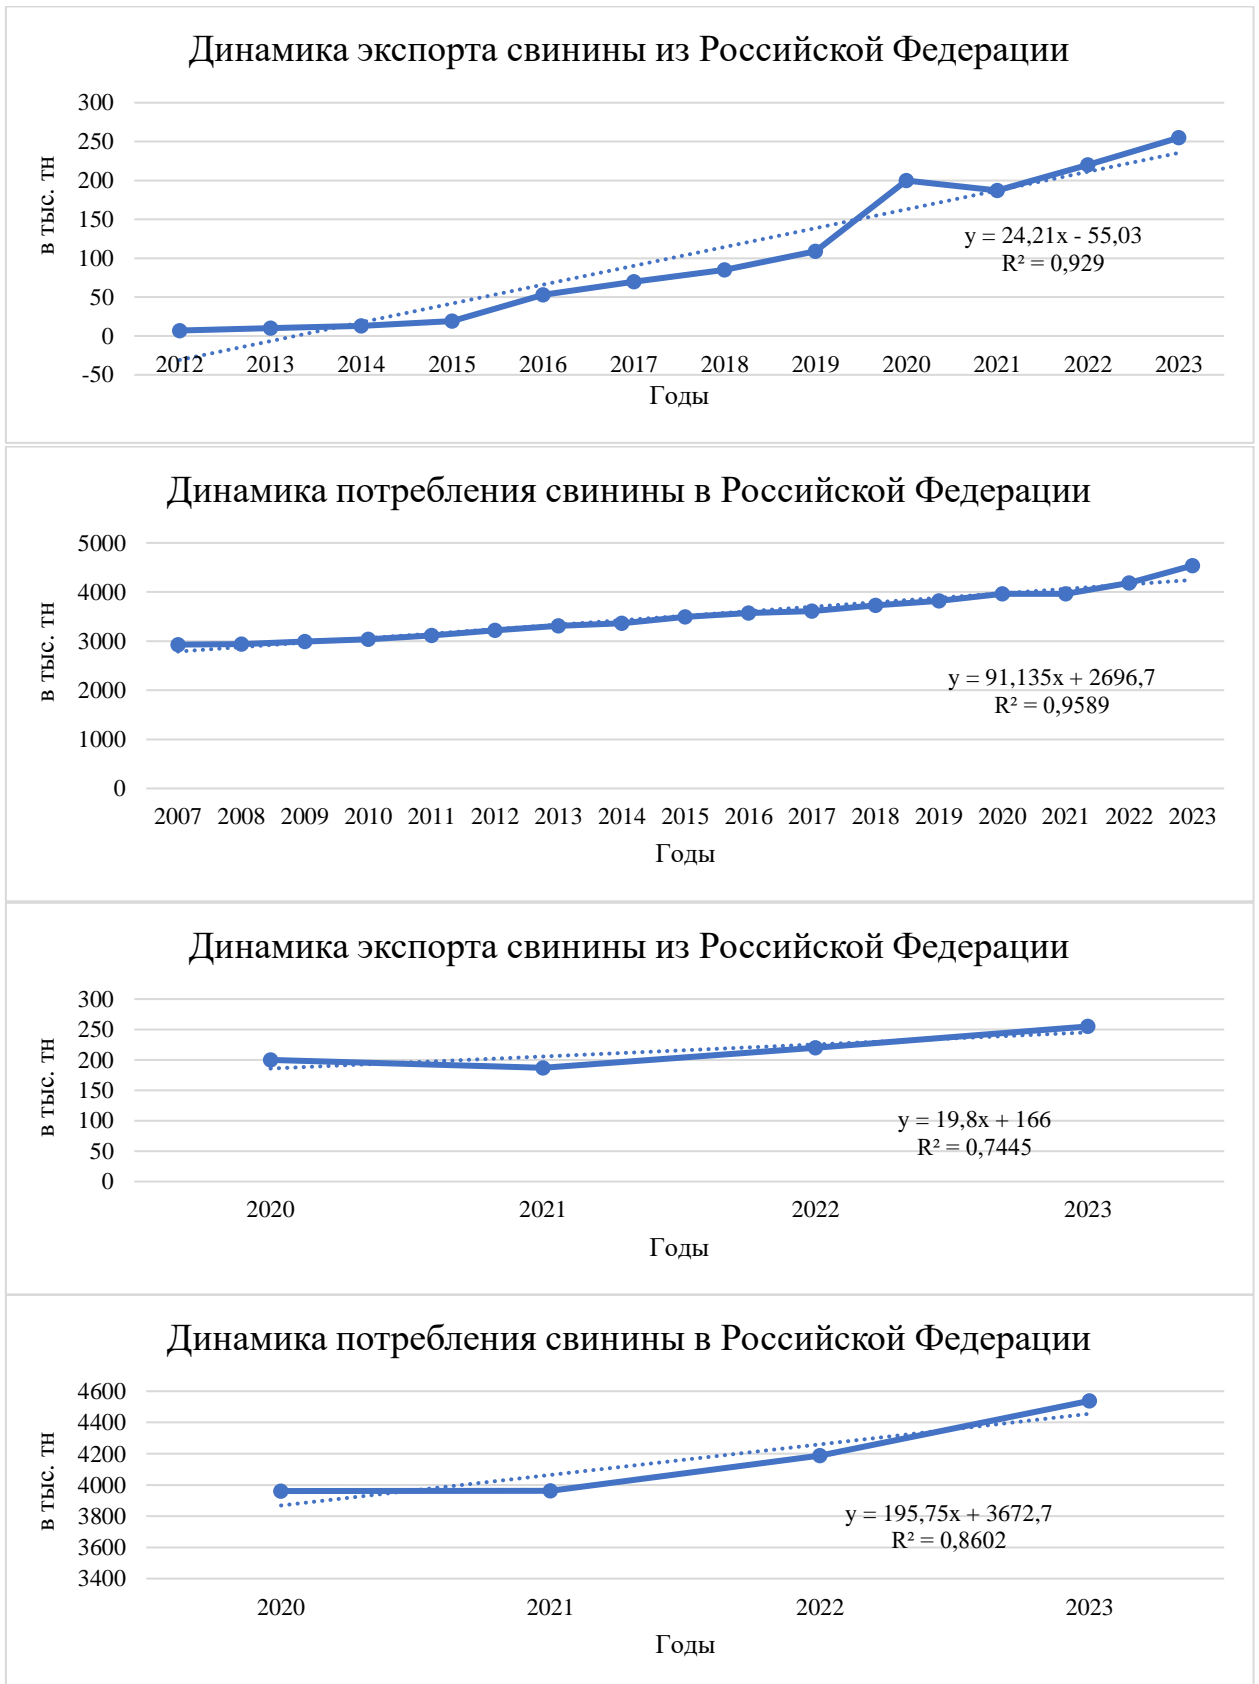 Динамика экспорта свинины из Российской Федерации
300
250
200
150
100
50
0
-50
в тыс. тн
y = 24,21x - 55,03
R² = 0,929
2012 2013 2014 2015 2016 2017 2018 2019 2020 2021 2022 2023
Годы
Динамика потребления свинины в Российской Федерации
5000
4000
3000
2000
1000
0
в тыс. тн
y = 91,135x + 2696,7
R² = 0,9589
2007 2008 2009 2010 2011 2012 2013 2014 2015 2016 2017 2018 2019 2020 2021 2022 2023
Годы
Динамика экспорта свинины из Российской Федерации
300
250
200
150
100
50
0
в тыс. тн
y = 19,8x + 166
R² = 0,7445
2020 2021 2022 2023
Годы
Динамика потребления свинины в Российской Федерации
4600
4400
4200
4000
3800
3600
3400
в тыс. тн
y = 195,75x + 3672,7
R² = 0,8602
2020 2021 2022 2023
Годы